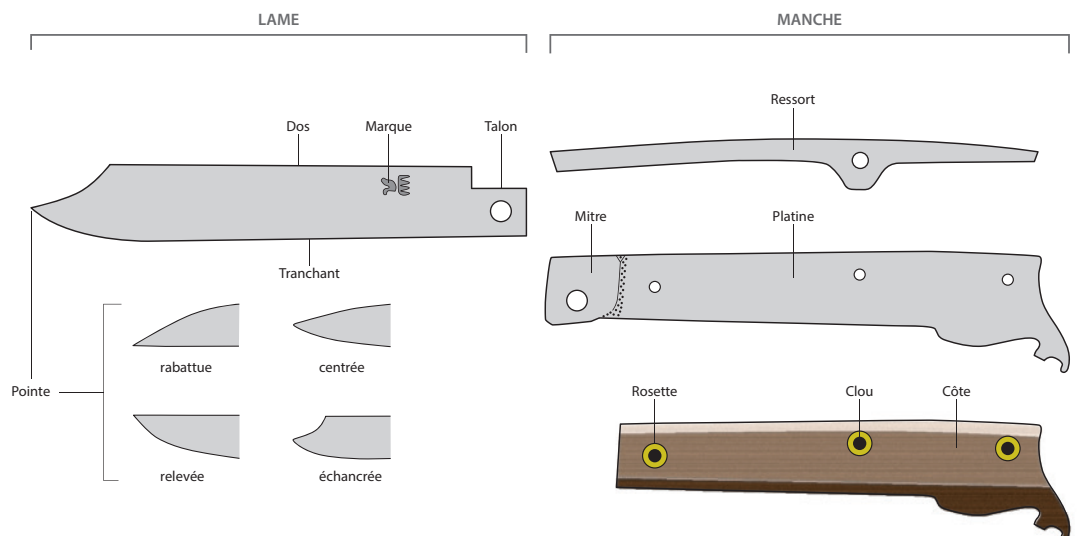 LAME
MANCHE
Ressort
Dos
Marque
Talon
Mitre
Platine
Tranchant
rabattue
centrée
Pointe
Rosette
Clou
Côte
relevée
échancrée